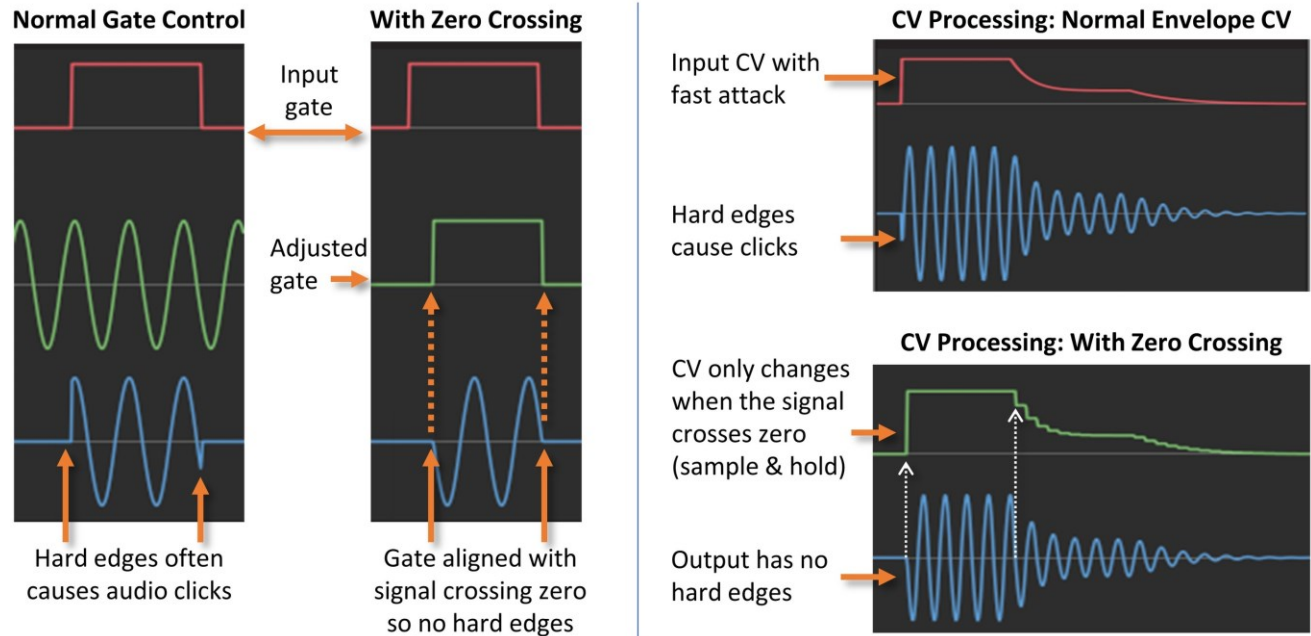 Normal Gate Control
With Zero Crossing
Input
gate
Adjusted
gate
Hard edges often
causes audio clicks
Gate aligned with
signal crossing zero
so no hard edges
CV Processing: Normal Envelope CV
Input CV with
fast attack
Hard edges
cause clicks
CV Processing: With Zero Crossing
CV only changes
when the signal
crosses zero
(sample & hold)
Output has no
hard edges